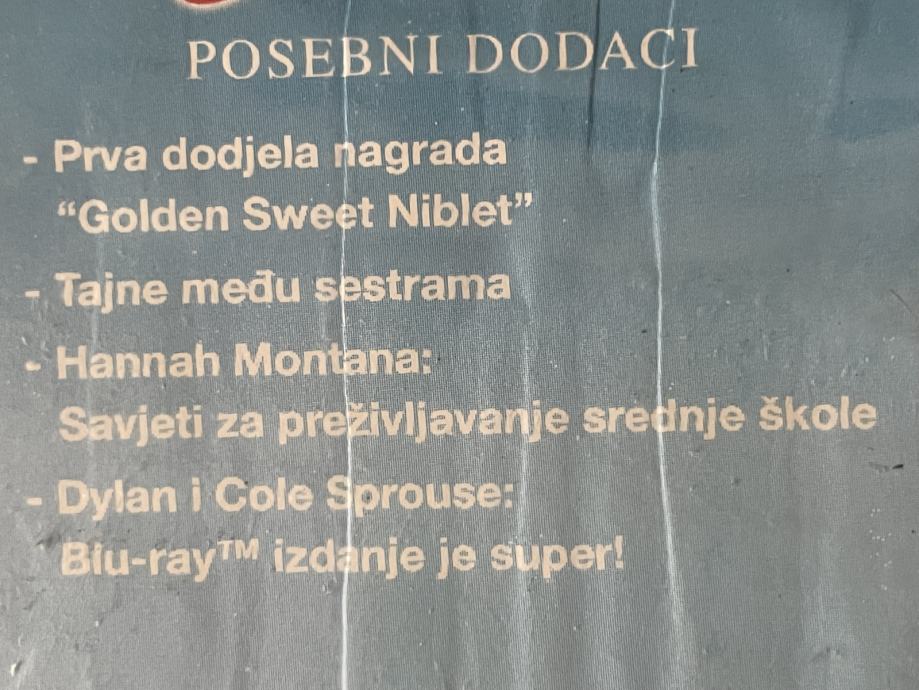 POSEBNI DODACI
- Prva dodjela nagrada
“Golden Sweet Niblet”
- Tajne među sestrama
- Hannah Montana:
Savjeti za preživljavanje srednje škole
- Dylan i Cole Sprouse:
Blu-ray™ izdanje je super!